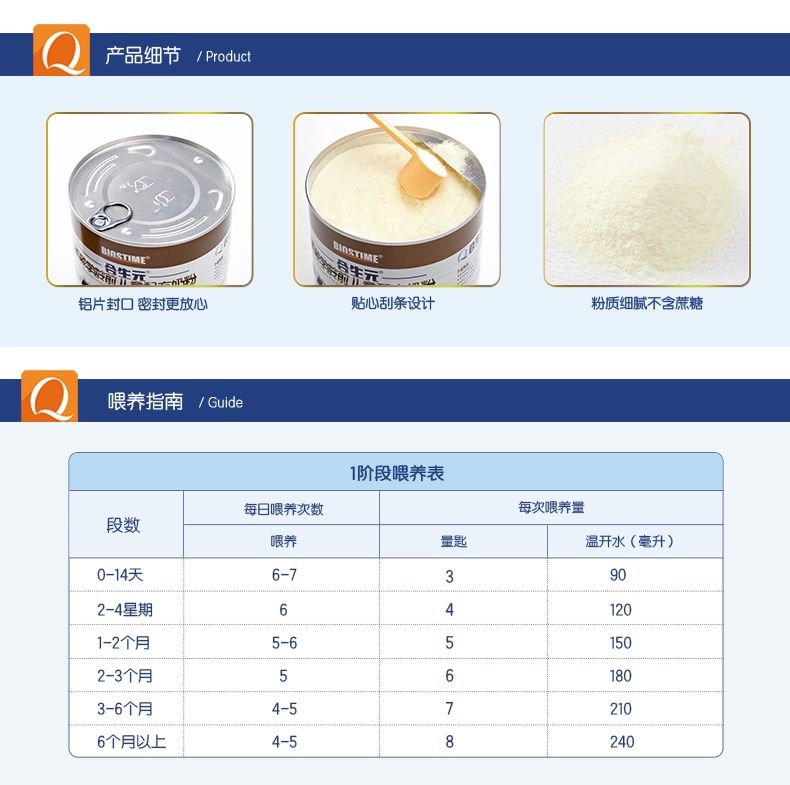 Q 产品细节 / Product
BIOSTIME®
合生元®
BIOSTIME®
合生元®
铝片封口 密封更放心
贴心刮条设计
粉质细腻不含蔗糖
Q 喂养指南 / Guide
1阶段喂养表
段数 每日喂养次数 每次喂养量
喂养 量匙 温开水（毫升）
0-14天 6-7 3 90
2-4星期 6 4 120
1-2个月 5-6 5 150
2-3个月 5 6 180
3-6个月 4-5 7 210
6个月以上 4-5 8 240